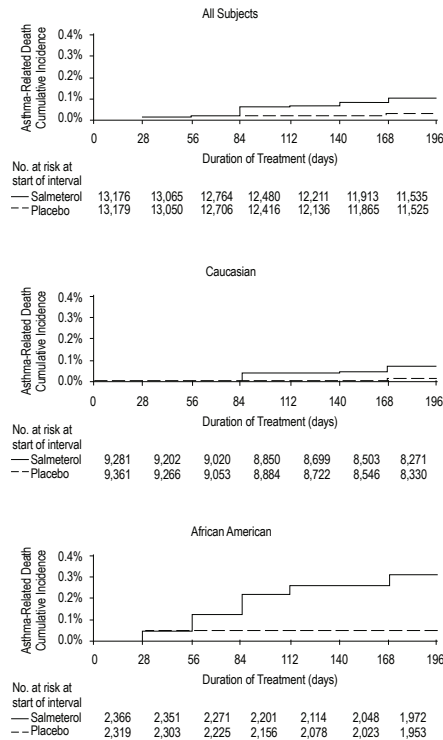 All Subjects
Asthma-Related Death
Cumulative Incidence
0.4%
0.3%
0.2%
0.1%
0.0%
0 28 56 84 112 140 168 196
Duration of Treatment (days)
No. at risk at
start of interval
Salmeterol 13,176 13,065 12,764 12,480 12,211 11,913 11,535
Placebo 13,179 13,050 12,706 12,416 12,136 11,865 11,525
Caucasian
Asthma-Related Death
Cumulative Incidence
0.4%
0.3%
0.2%
0.1%
0.0%
0 28 56 84 112 140 168 196
Duration of Treatment (days)
No. at risk at
start of interval
Salmeterol 9,281 9,202 9,020 8,850 8,699 8,503 8,271
Placebo 9,361 9,266 9,053 8,884 8,722 8,546 8,330
African American
Asthma-Related Death
Cumulative Incidence
0.4%
0.3%
0.2%
0.1%
0.0%
0 28 56 84 112 140 168 196
Duration of Treatment (days)
No. at risk at
start of interval
Salmeterol 2,366 2,351 2,271 2,201 2,114 2,048 1,972
Placebo 2,319 2,303 2,225 2,156 2,078 2,023 1,953